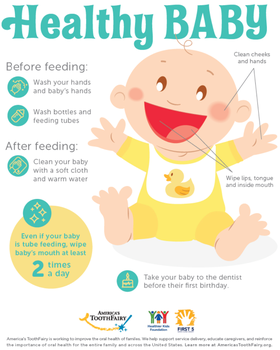 Healthy BABY
Before feeding:
Wash your hands
and baby's hands
Wash bottles and
feeding tubes
After feeding:
Clean your baby
with a soft cloth
and warm water
Even if your baby
is tube feeding, wipe
baby's mouth at least
2 times
a day
Clean cheeks
and hands
Wipe lips, tongue
and inside mouth
Take your baby to the dentist
before their first birthday.
AMERICA'S
TOOTHFAIRY
Healthier Kids
Foundation
FIRST 5
America's ToothFairy is working to improve the oral health of families. We help support service delivery, educate caregivers, and reinforce
the importance of oral health for the entire family and across the United States. Learn more at AmericasToothFairy.org.